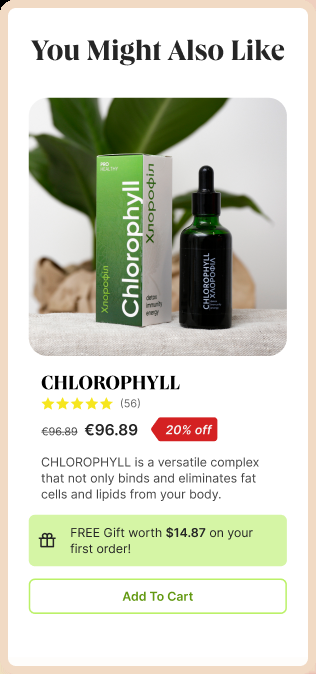 You Might Also Like
PRO
HEALTHY
Chlorophyll
Хлорофіл
Хлорофіл
detox
immunity
energy
CHLOROPHYLL
ХЛОРОФІЛ
CHLOROPHYLL
(56)
€96.89 €96.89 20% off
CHLOROPHYLL is a versatile complex
that not only binds and eliminates fat
cells and lipids from your body.
FREE Gift worth $14.87 on your
first order!
Add To Cart